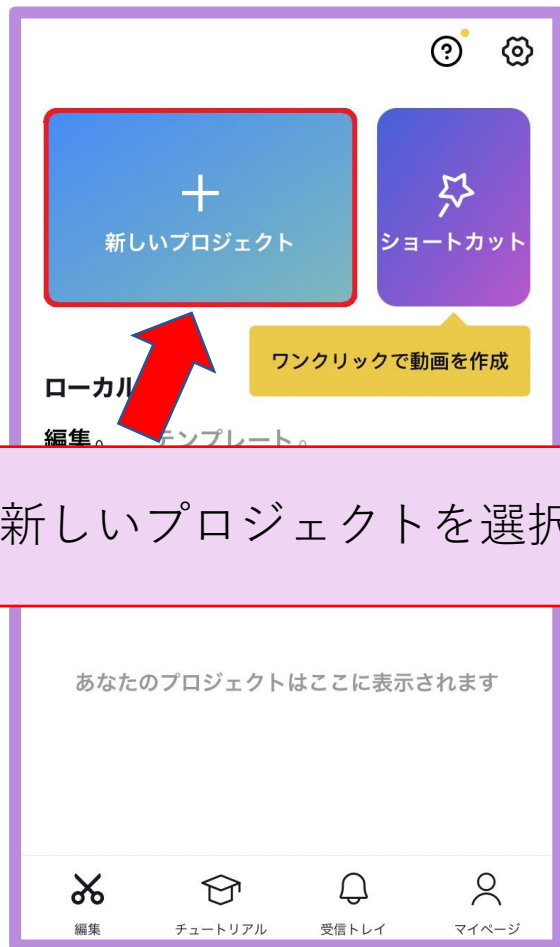 新しいプロジェクト
ショートカット
ワンクリックで動画を作成
ローカル
編集0
テンプレート0
新しいプロジェクトを選択
あなたのプロジェクトはここに表示されます
編集
チュートリアル
受信トレイ
マイページ